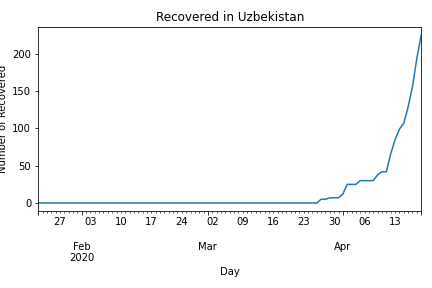 Recovered in Uzbekistan
Number of Recovered
200
150
100
50
0
27 03 10 17 24 02 09 16 23 30 06 13
Feb Mar Apr
2020
Day